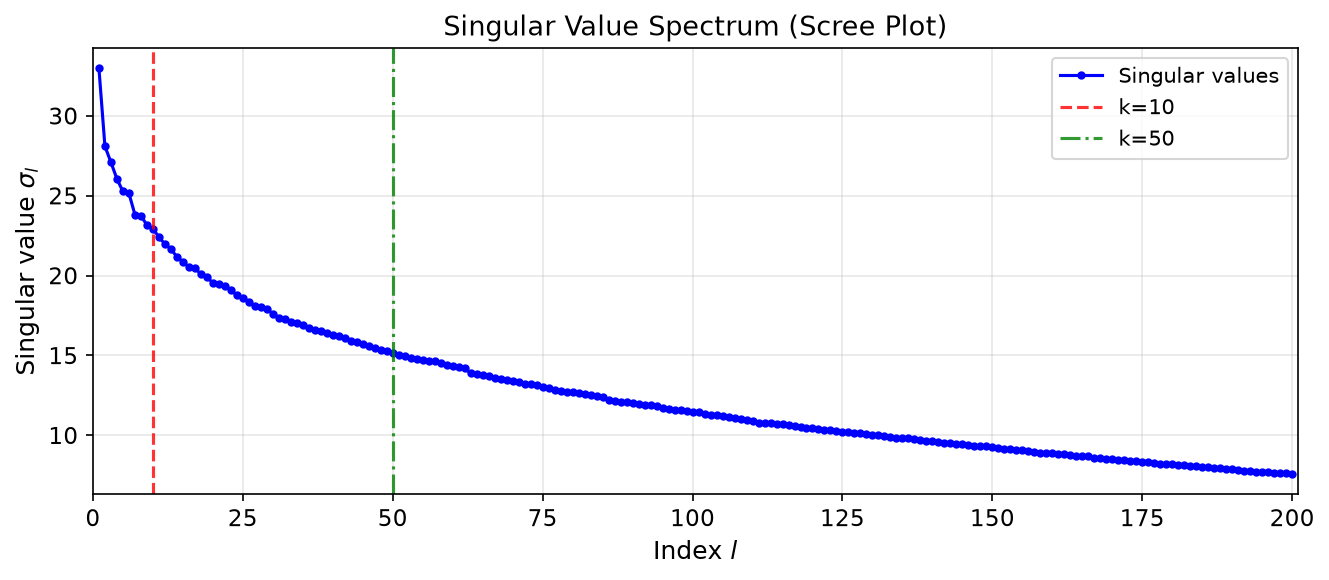 Singular Value Spectrum (Scree Plot)
Singular values
k=10
k=50
Singular value σ_l
30
25
20
15
10
0 25 50 75 100 125 150 175 200
Index l